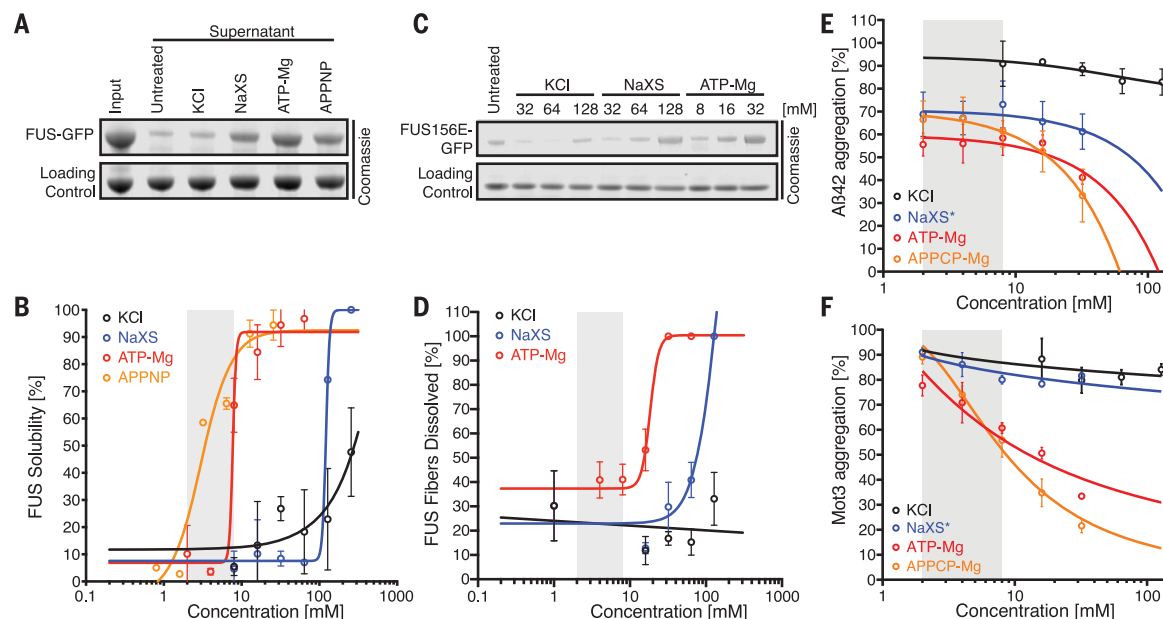 A
Supernatant
Input
Untreated
KCl
NaXS
ATP-Mg
APPNP
FUS-GFP
Loading
Control
Coomassie
B
KCl
NaXS
ATP-Mg
APPNP
FUS Solubility [%]
100
90
80
70
60
50
40
30
20
10
0
0.1 1 10 100 1000
Concentration [mM]
C
Untreated
KCl NaXS ATP-Mg
32 64 128 32 64 128 8 16 32 [mM]
FUS156E-
GFP
Loading
Control
Coomassie
D
KCl
NaXS
ATP-Mg
FUS Fibers Dissolved [%]
110
100
90
80
70
60
50
40
30
20
10
0
0.1 1 10 100 1000
Concentration [mM]
E
Aß42 aggregation [%]
110
100
90
80
70
60
50
40
30
20
10
0
KCl
NaXS*
ATP-Mg
APPCP-Mg
1 10 100
Concentration [mM]
F
Mot3 aggregation [%]
110
100
90
80
70
60
50
40
30
20
10
0
KCl
NaXS*
ATP-Mg
APPCP-Mg
1 10 100
Concentration [mM]